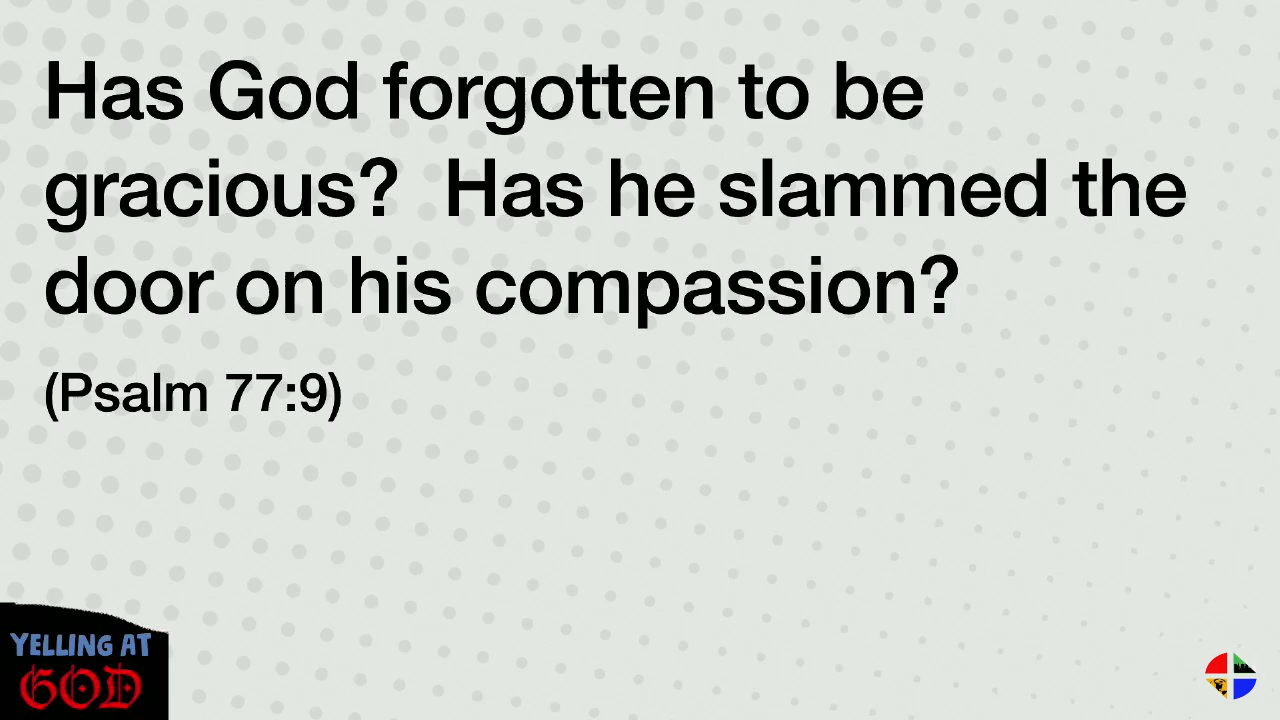 Has God forgotten to be
gracious?  Has he slammed the
door on his compassion?
(Psalm 77:9)
YELLING AT
GOD